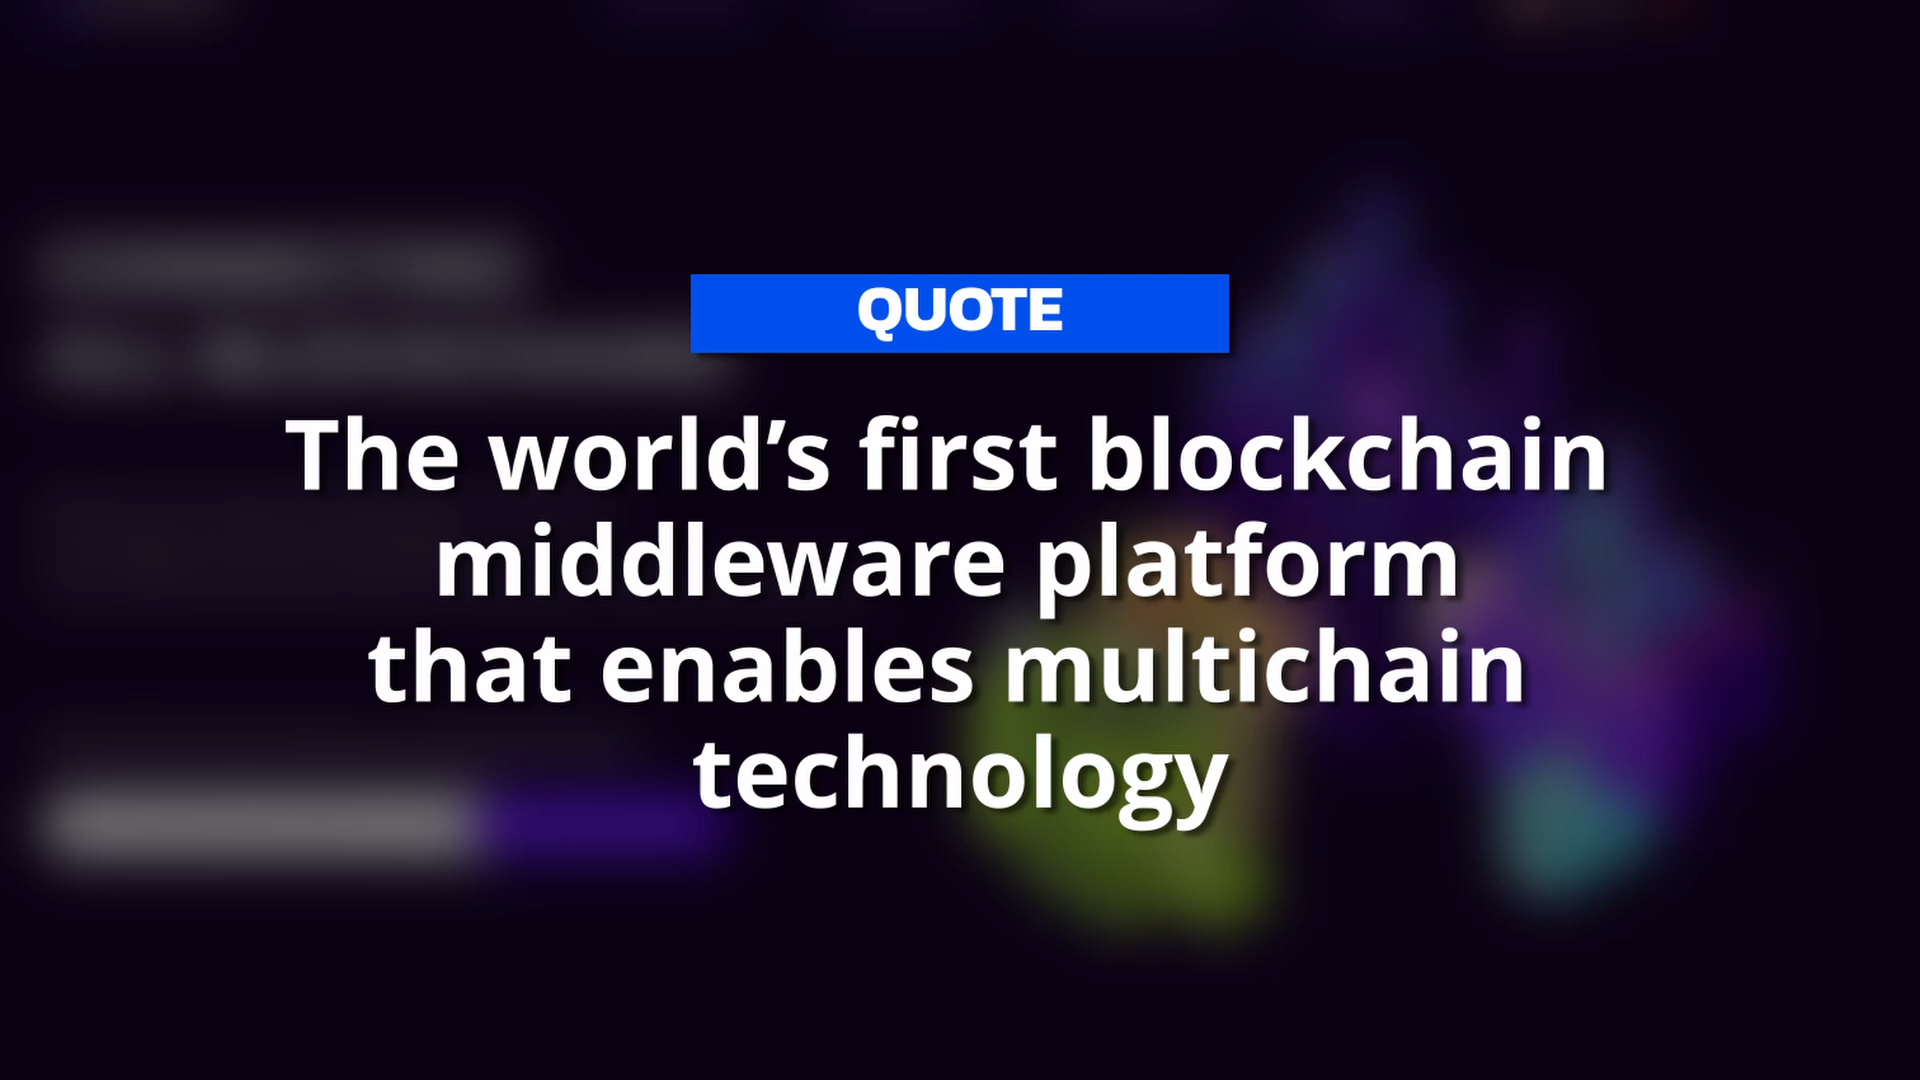 QUOTE
The world’s first blockchain
middleware platform
that enables multichain
technology